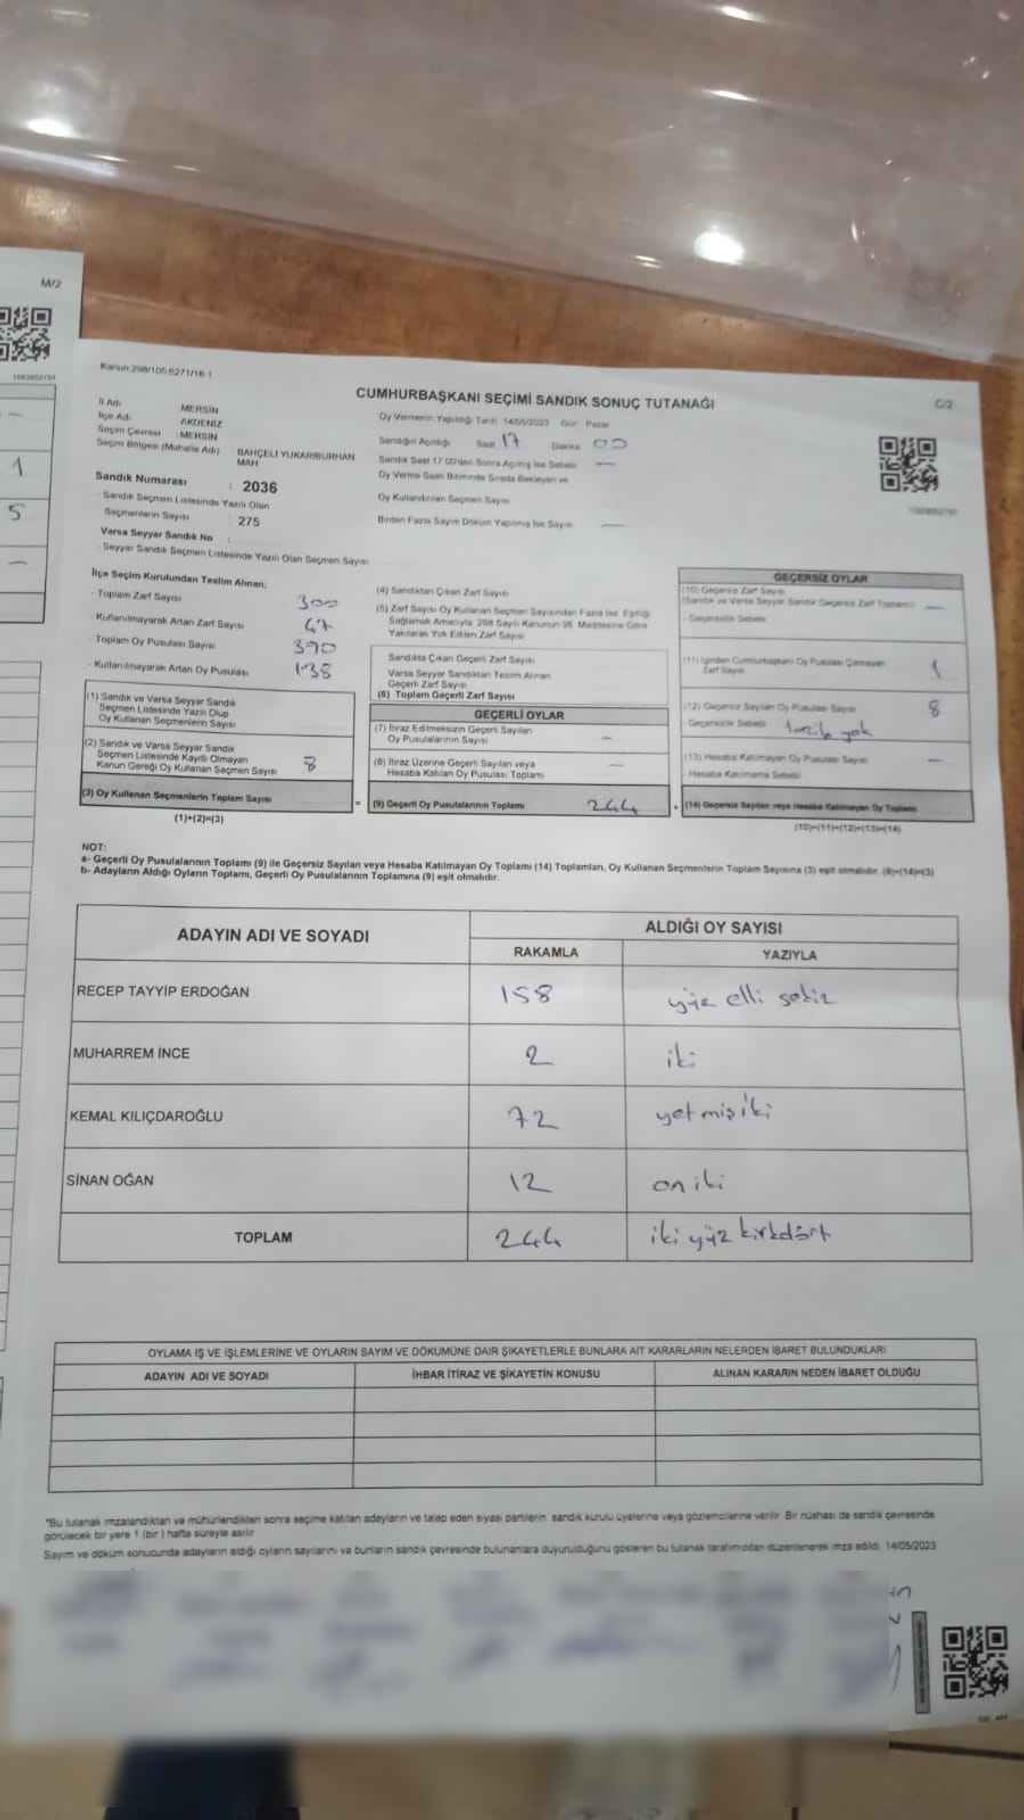 M/2
1
5
Kanun:298/105 6271/16 1
CUMHURBAŞKANI SEÇİMİ SANDIK SONUÇ TUTANAĞI
C/2
İl Adı : MERSİN
İlçe Adı : AKDENİZ
Seçim Çevresi : MERSİN
Seçim Bölgesi (Mahalle Adı) : BAHÇELİ YUKARIBURHAN MAH
Sandık Numarası : 2036
Sandık Seçmen Listesinde Yazılı Olan
Seçmenlerin Sayısı : 275
Varsa Seyyar Sandık No :
Seyyar Sandık Seçmen Listesinde Yazılı Olan Seçmen Sayısı
Oy Vermenin Yapıldığı Tarih 14/05/2023 Gün Pazar
Sandığın Açıldığı Saat 17 Dakika 00
Sandık Saat 17:00'den Sonra Açılmış İse Sebebi —
Oy Verme Saati Bitiminde Sırada Bekleyen ve
Oy Kullandırılan Seçmen Sayısı
Birden Fazla Sayım Döküm Yapılmış İse Sayısı —
İlçe Seçim Kurulundan Teslim Alınan;
- Toplam Zarf Sayısı 300
- Kullanılmayarak Artan Zarf Sayısı 47
- Toplam Oy Pusulası Sayısı 390
- Kullanılmayarak Artan Oy Pusulası 138
(1) Sandık ve Varsa Seyyar Sandık
Seçmen Listesinde Yazılı Olup
Oy Kullanan Seçmenlerin Sayısı
(2) Sandık ve Varsa Seyyar Sandık
Seçmen Listesinde Kayıtlı Olmayan
Kanun Gereği Oy Kullanan Seçmen Sayısı 8
(3) Oy Kullanan Seçmenlerin Toplam Sayısı
(1)+(2)=(3)
(4) Sandıktan Çıkan Zarf Sayısı
(5) Zarf Sayısı Oy Kullanan Seçmen Sayısından Fazla İse, Eşitliği
Sağlamak Amacıyla 298 Sayılı Kanunun 98. Maddesine Göre
Yakılarak Yok Edilen Zarf Sayısı
Sandıkta Çıkan Geçerli Zarf Sayısı
Varsa Seyyar Sandıktan Teslim Alınan
Geçerli Zarf Sayısı
(6) Toplam Geçerli Zarf Sayısı
GEÇERLİ OYLAR
(7) İtiraz Edilmeksizin Geçerli Sayılan
Oy Pusulalarının Sayısı —
(8) İtiraz Üzerine Geçerli Sayılan veya
Hesaba Katılan Oy Pusulası Toplamı —
= (9) Geçerli Oy Pusulalarının Toplamı 244
GEÇERSİZ OYLAR
(10) Geçersiz Zarf Sayısı
(Sandık ve Varsa Seyyar Sandık Geçersiz Zarf Toplamı) —
- Geçersizlik Sebebi
(11) İçinden Cumhurbaşkanı Oy Pusulası Çıkmayan
Zarf Sayısı 1
(12) Geçersiz Sayılan Oy Pusulası Sayısı 8
- Geçersizlik Sebebi yok
(13) Hesaba Katılmayan Oy Pusulası Sayısı —
- Hesaba Katılmama Sebebi
+ (14) Geçersiz Sayılan veya Hesaba Katılmayan Oy Toplamı
(10)+(11)+(12)+(13)=(14)
NOT:
a- Geçerli Oy Pusulalarının Toplamı (9) ile Geçersiz Sayılan veya Hesaba Katılmayan Oy Toplamı (14) Toplamları, Oy Kullanan Seçmenlerin Toplam Sayısına (3) eşit olmalıdır. (9)+(14)=(3)
b- Adayların Aldığı Oyların Toplamı, Geçerli Oy Pusulalarının Toplamına (9) eşit olmalıdır.
ADAYIN ADI VE SOYADI
ALDIĞI OY SAYISI
RAKAMLA YAZIYLA
RECEP TAYYİP ERDOĞAN 158 yüz elli sekiz
MUHARREM İNCE 2 iki
KEMAL KILIÇDAROĞLU 72 yetmişiki
SİNAN OĞAN 12 oniki
TOPLAM 244 iki yüz kırkdört
OYLAMA İŞ VE İŞLEMLERİNE VE OYLARIN SAYIM VE DÖKÜMÜNE DAİR ŞİKAYETLERLE BUNLARA AİT KARARLARIN NELERDEN İBARET BULUNDUKLARI
ADAYIN ADI VE SOYADI İHBAR İTİRAZ VE ŞİKAYETİN KONUSU ALINAN KARARIN NEDEN İBARET OLDUĞU
*Bu tutanak imzalandıktan ve mühürlendikten sonra seçime katılan adayların ve talep eden siyasi partilerin sandık kurulu üyelerine veya gözlemcilerine verilir. Bir nüshası de sandık çevresinde
görülecek bir yere 1 (bir) hafta süreyle asılır
Sayım ve döküm sonucunda adayların aldığı oyların sayılarını ve bunların sandık çevresinde bulunanlara duyurulduğunu gösteren bu tutanak tarafımızdan düzenlenerek imza edildi. 14/05/2023